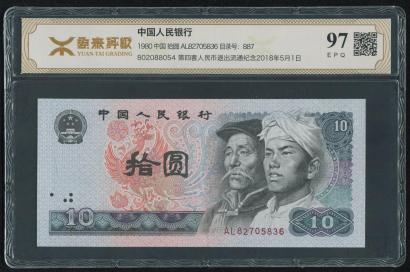 源泰评级
YUAN TAI GRADING
中国人民银行
1980 中国 拾圆 AL82705836 目录号: 887
802088054 第四套人民币退出流通纪念2018年5月1日
97
EPQ
中国人民银行
10
拾圆
AL82705836
10
10